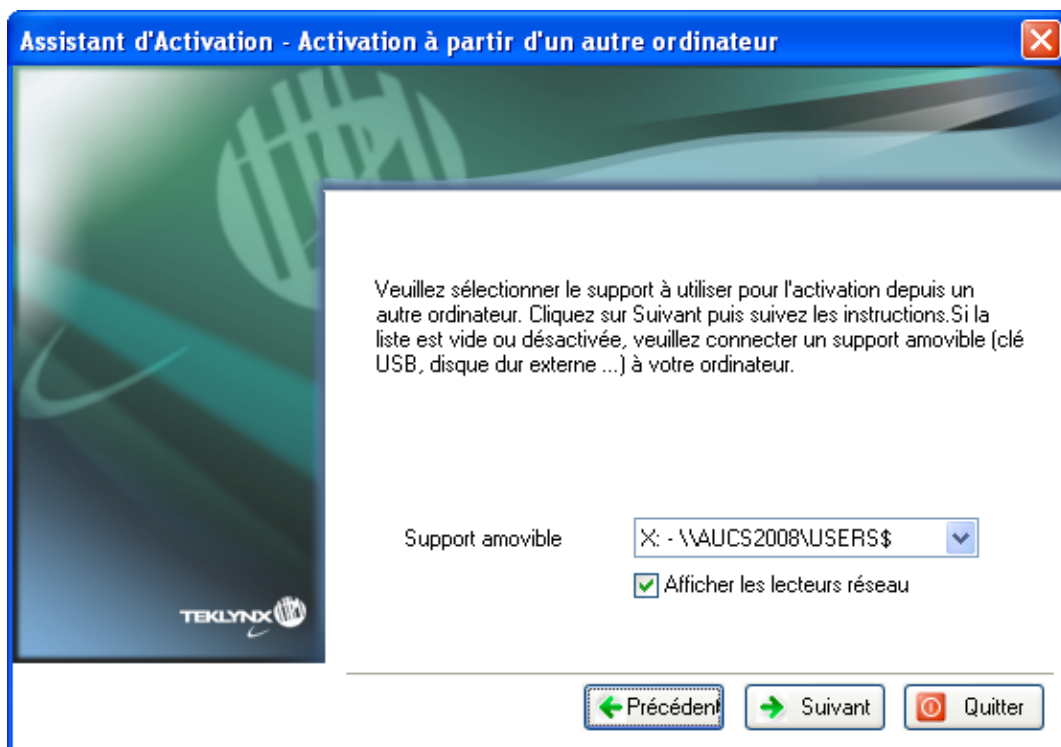 Assistant d'Activation - Activation à partir d'un autre ordinateur
Veuillez sélectionner le support à utiliser pour l'activation depuis un
autre ordinateur. Cliquez sur Suivant puis suivez les instructions.Si la
liste est vide ou désactivée, veuillez connecter un support amovible (clé
USB, disque dur externe ...) à votre ordinateur.
Support amovible
X: - \\AUCS2008\USERS$
Afficher les lecteurs réseau
TEKLYNX
Précédent
Suivant
Quitter